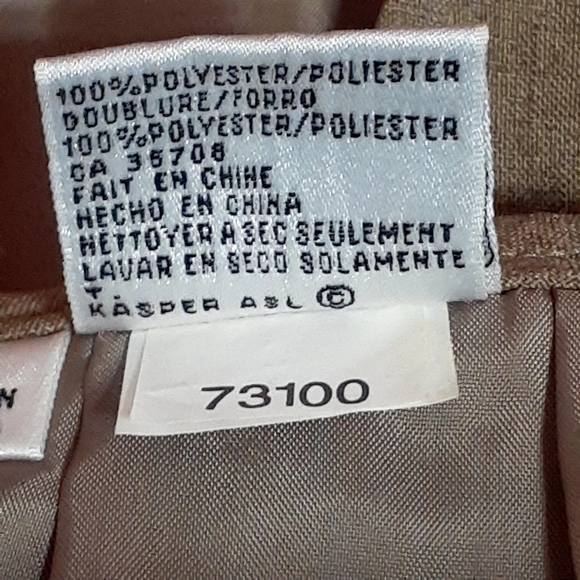 100%POLYESTER/POLIESTER
DOUBLURE/FORRO
100%POLYESTER/POLIESTER
CA 36708
FAIT EN CHINE
HECHO EN CHINA
NETTOYER A SEC SEULEMENT
LAVAR EN SECO SOLAMENTE
T.
KASPER ASL ©
73100
N